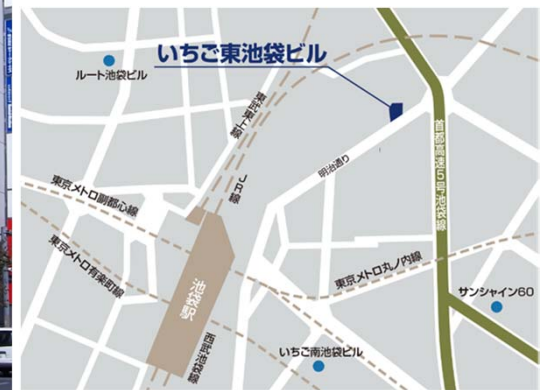 いちご東池袋ビル
ルート池袋ビル
東武東上線
JR線
明治通り
首都高速5号池袋線
東京メトロ副都心線
東京メトロ有楽町線
池袋駅
東京メトロ丸ノ内線
サンシャイン60
西武池袋線
いちご南池袋ビル